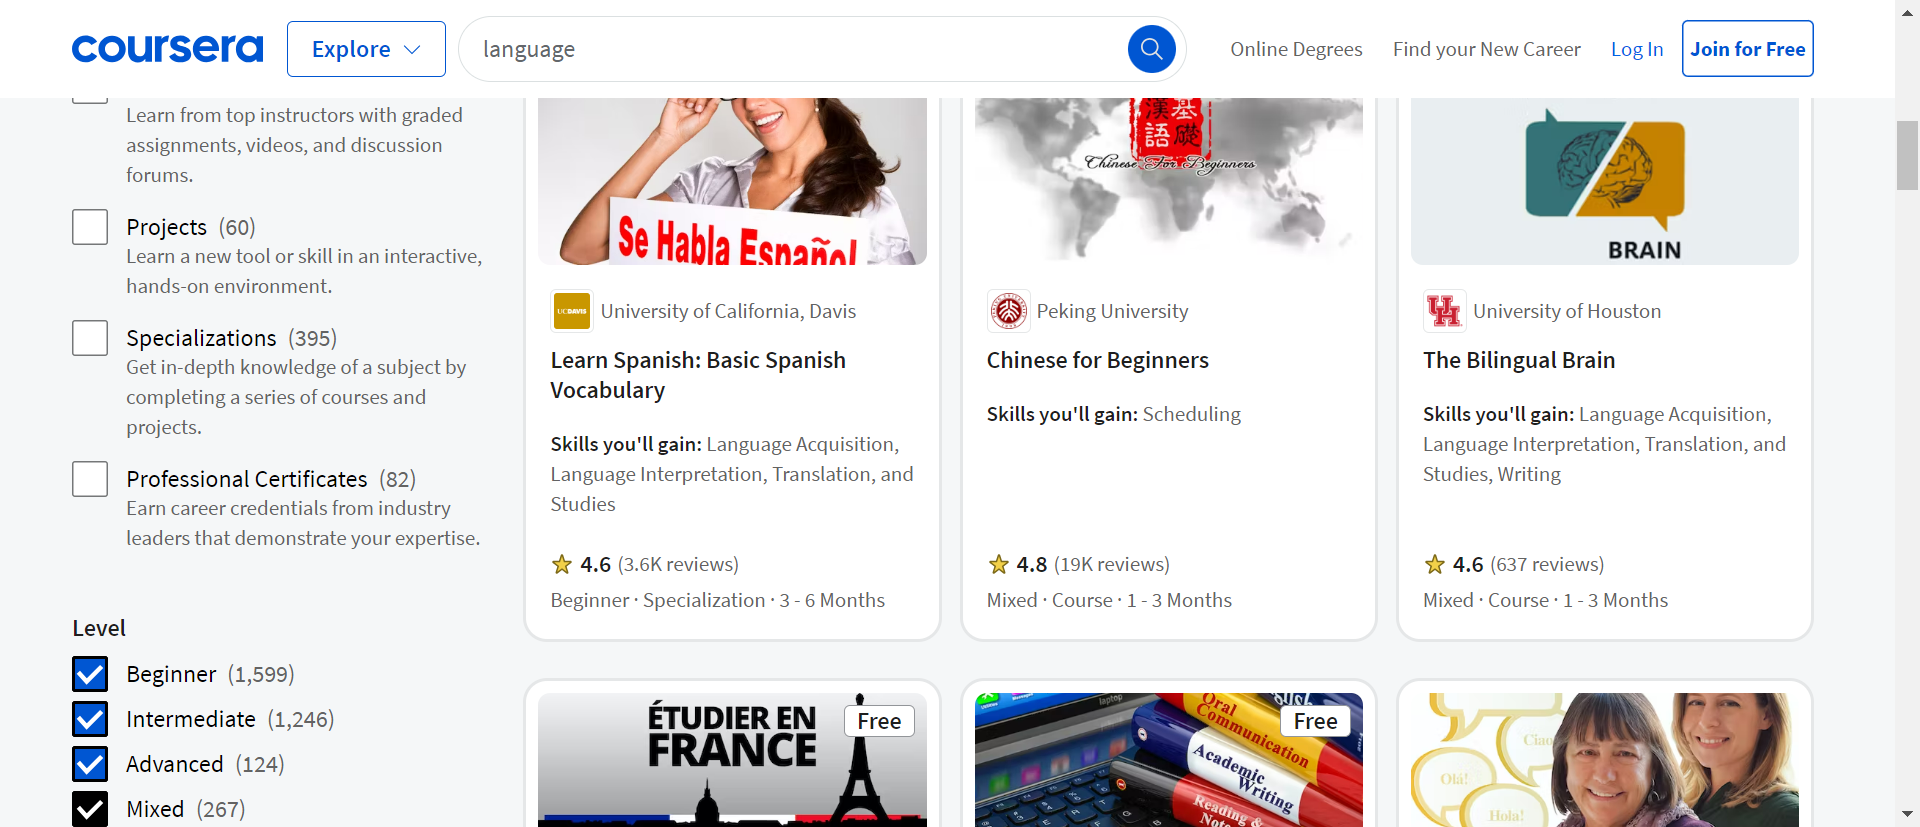 coursera
Explore
language
Online Degrees
Find your New Career
Log In
Join for Free
Learn from top instructors with graded
assignments, videos, and discussion
forums.
Projects (60)
Learn a new tool or skill in an interactive,
hands-on environment.
Specializations (395)
Get in-depth knowledge of a subject by
completing a series of courses and
projects.
Professional Certificates (82)
Earn career credentials from industry
leaders that demonstrate your expertise.
Level
Beginner (1,599)
Intermediate (1,246)
Advanced (124)
Mixed (267)
Se Habla Español
UCDAVIS
University of California, Davis
Learn Spanish: Basic Spanish
Vocabulary
Skills you'll gain: Language Acquisition,
Language Interpretation, Translation, and
Studies
4.6 (3.6K reviews)
Beginner · Specialization · 3 - 6 Months
漢語
基礎
Chinese For Beginners
Peking University
Chinese for Beginners
Skills you'll gain: Scheduling
4.8 (19K reviews)
Mixed · Course · 1 - 3 Months
BRAIN
University of Houston
The Bilingual Brain
Skills you'll gain: Language Acquisition,
Language Interpretation, Translation, and
Studies, Writing
4.6 (637 reviews)
Mixed · Course · 1 - 3 Months
ÉTUDIER EN
FRANCE
Free
laptop
Oral
Communication
Academic
Writing
Reading &
Free
Ciao
Olá!
Hola!